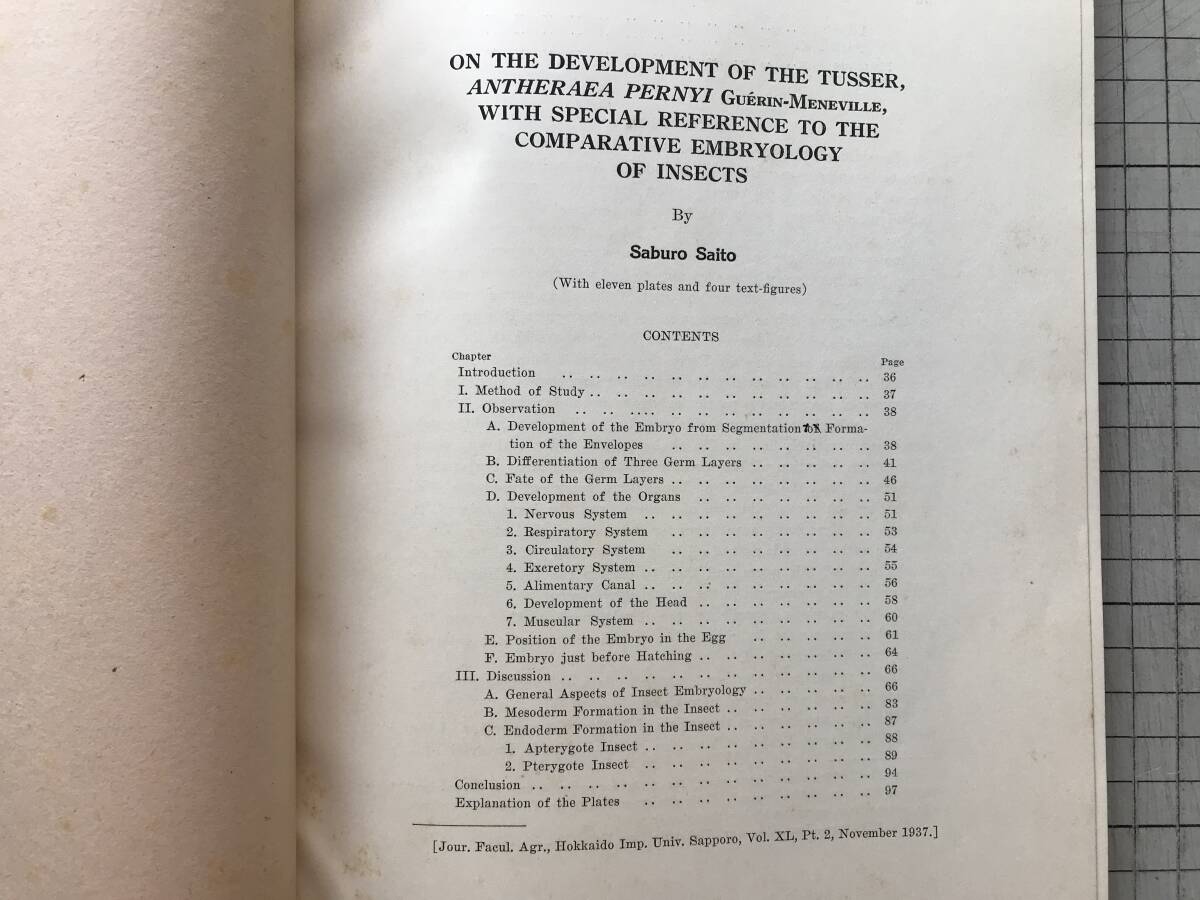 ON THE DEVELOPMENT OF THE TUSSER,
ANTHERAEA PERNYI GUÉRIN-MENEVILLE,
WITH SPECIAL REFERENCE TO THE
COMPARATIVE EMBRYOLOGY
OF INSECTS
By
Saburo Saito
(With eleven plates and four text-figures)
CONTENTS
Chapter Page
Introduction .. .. .. .. .. .. .. .. .. .. .. .. 36
I. Method of Study .. .. .. .. .. .. .. .. .. .. .. 37
II. Observation .. .. .... .. .. .. .. .. .. .. .. 38
A. Development of the Embryo from Segmentation Forma-
tion of the Envelopes .. .. .. .. .. .. .. .. 38
B. Differentiation of Three Germ Layers .. .. .. .. .. 41
C. Fate of the Germ Layers .. .. .. .. .. .. .. .. 46
D. Development of the Organs .. .. .. .. .. .. .. 51
1. Nervous System .. .. .. .. .. .. .. .. .. 51
2. Respiratory System .. .. .. .. .. .. .. .. 53
3. Circulatory System .. .. .. .. .. .. .. .. 54
4. Excretory System .. .. .. .. .. .. .. .. .. 55
5. Alimentary Canal .. .. .. .. .. .. .. .. .. 56
6. Development of the Head .. .. .. .. .. .. .. 58
7. Muscular System .. .. .. .. .. .. .. .. .. 60
E. Position of the Embryo in the Egg .. .. .. .. .. 61
F. Embryo just before Hatching .. .. .. .. .. .. .. 64
III. Discussion .. .. .. .. .. .. .. .. .. .. .. .. 66
A. General Aspects of Insect Embryology .. .. .. .. .. 66
B. Mesoderm Formation in the Insect .. .. .. .. .. .. 83
C. Endoderm Formation in the Insect .. .. .. .. .. .. 87
1. Apterygote Insect .. .. .. .. .. .. .. .. .. 88
2. Pterygote Insect .. .. .. .. .. .. .. .. .. 89
Conclusion .. .. .. .. .. .. .. .. .. .. .. .. .. 94
Explanation of the Plates .. .. .. .. .. .. .. .. .. 97
[Jour. Facul. Agr., Hokkaido Imp. Univ. Sapporo, Vol. XL, Pt. 2, November 1937.]